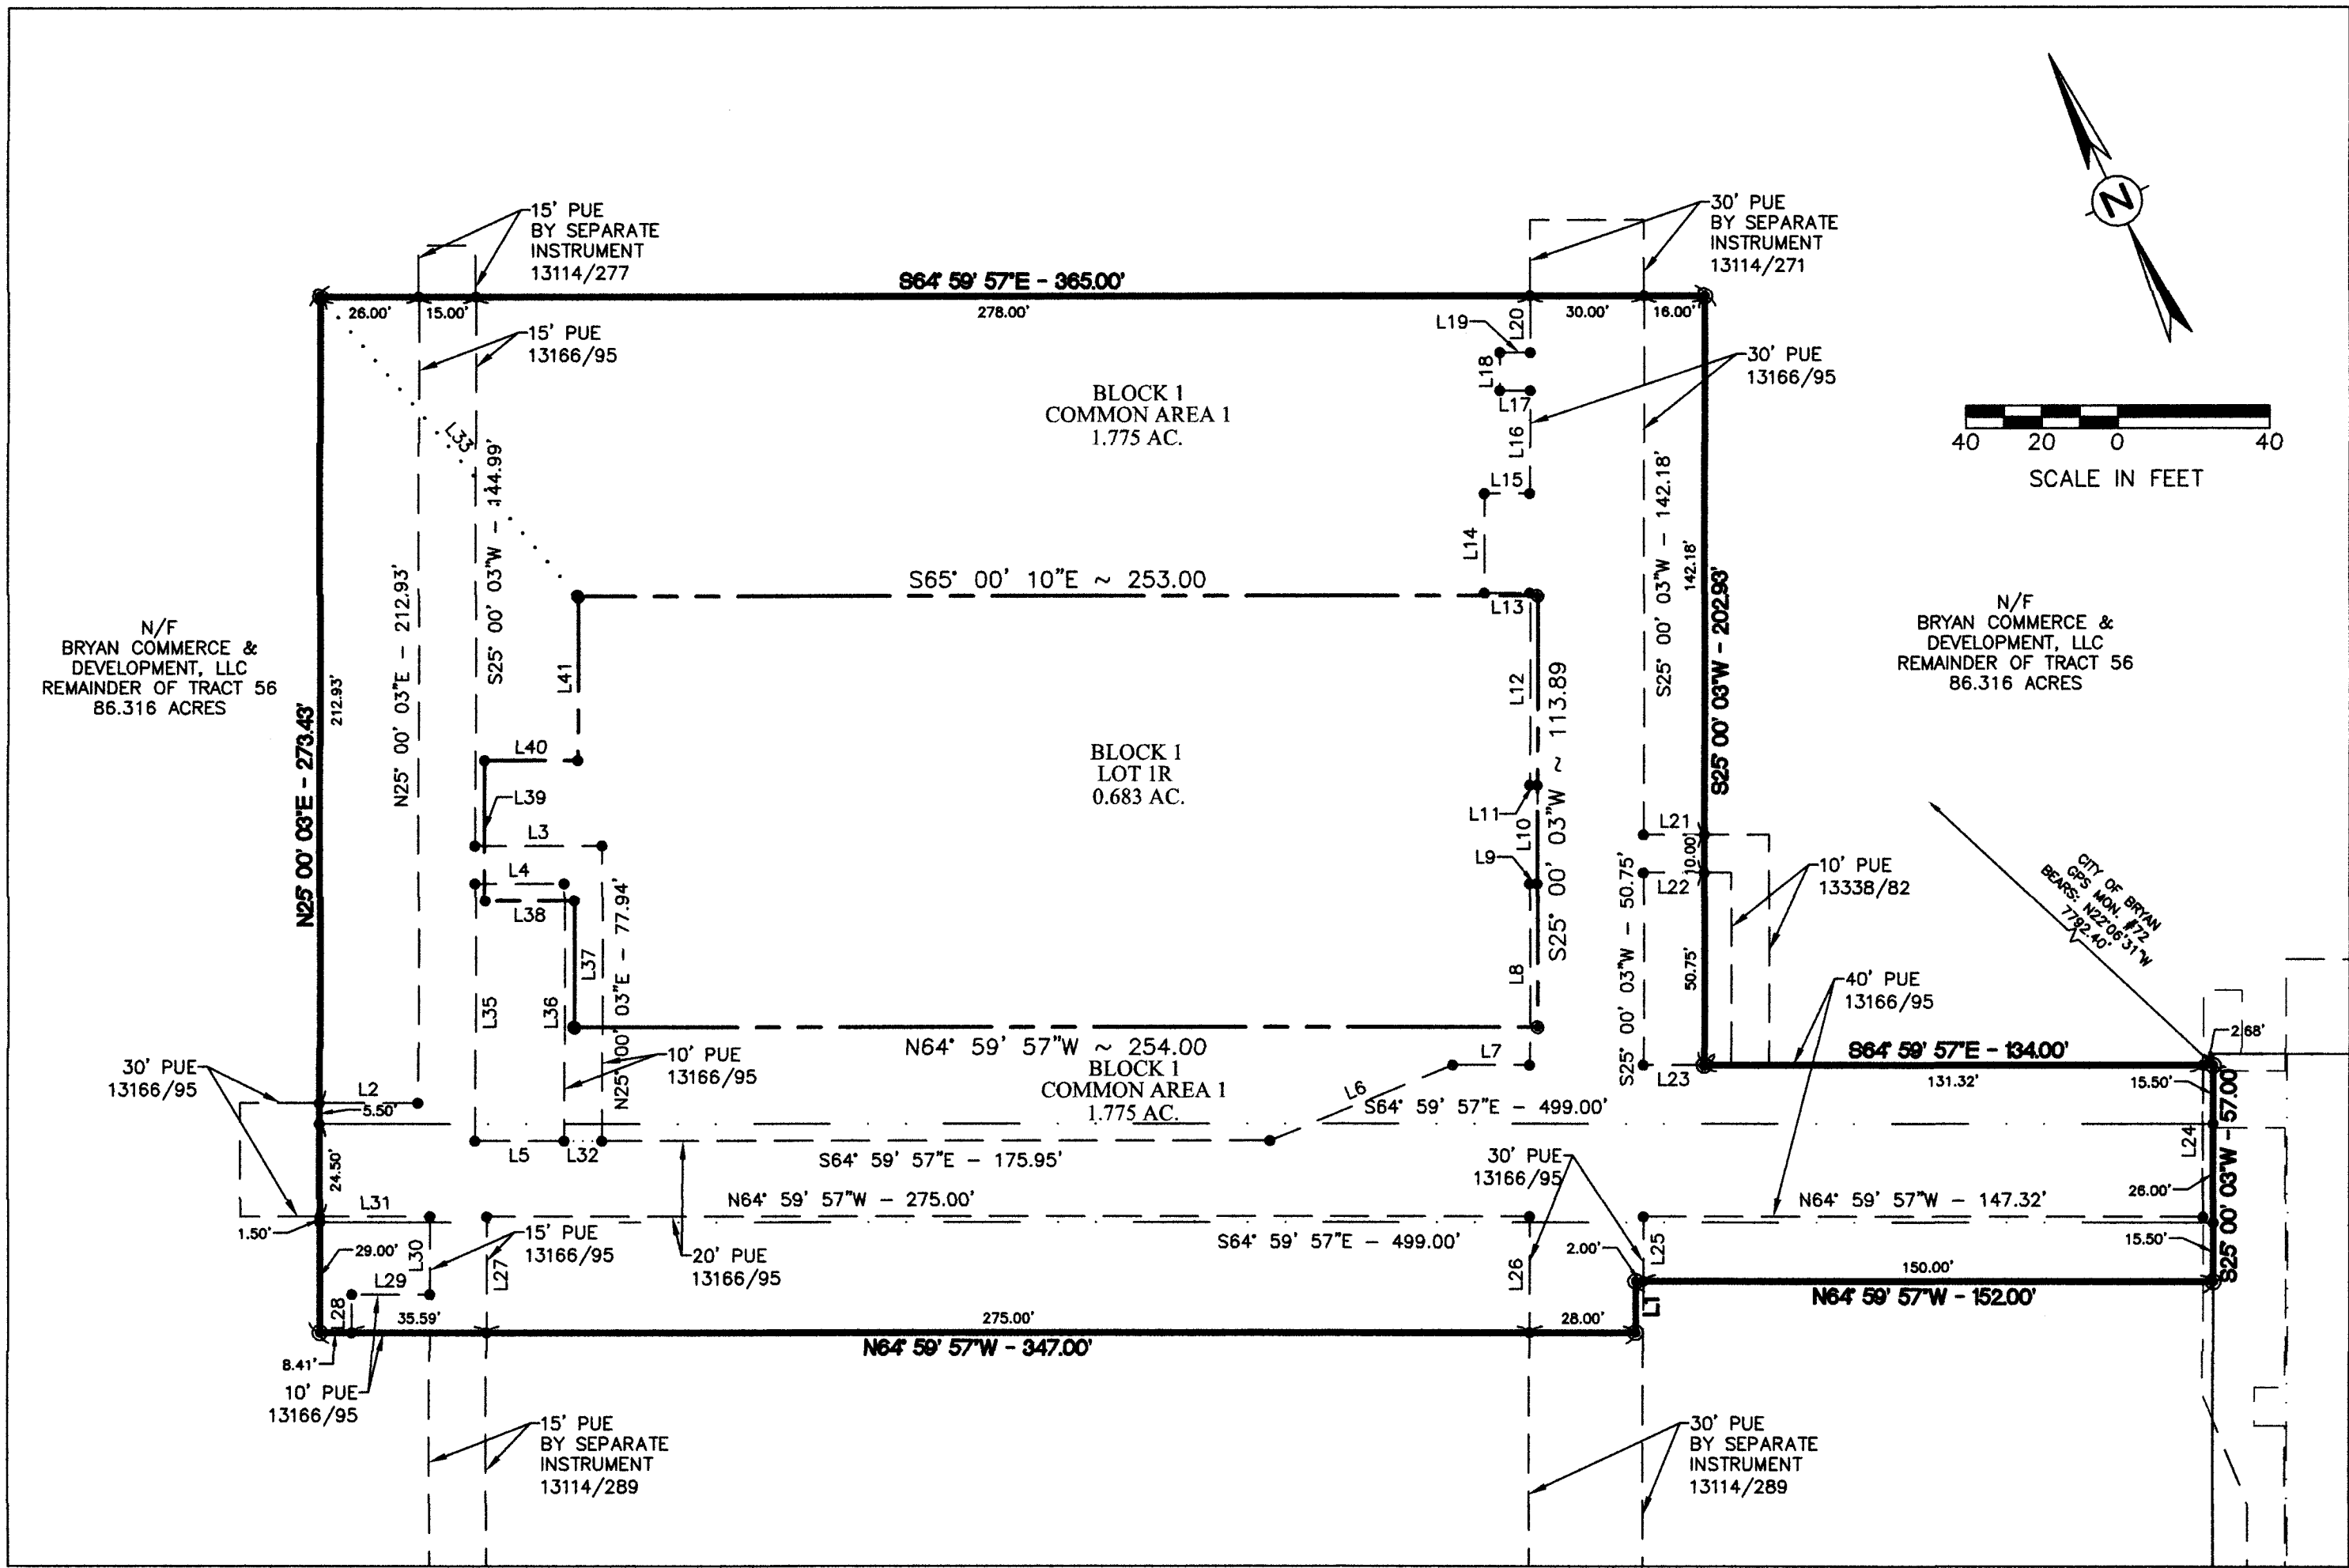 15' PUE
BY SEPARATE
INSTRUMENT
13114/277
30' PUE
BY SEPARATE
INSTRUMENT
13114/271
N
S64° 59' 57"E - 365.00'
26.00'
15.00'
278.00'
30.00'
16.00'
15' PUE
13166/95
L19
L20
L18
L17
L16
30' PUE
13166/95
BLOCK 1
COMMON AREA 1
1.775 AC.
40
20
0
40
SCALE IN FEET
L33
S25° 00' 03"W - 144.99'
L15
L14
S25° 00' 03"W - 142.18'
142.18'
S65° 00' 10"E ~ 253.00
L13
N25° 00' 03"E - 212.93'
212.93'
N25° 00' 03"E - 273.43'
S25° 00' 03"W - 202.93'
N/F
BRYAN COMMERCE &
DEVELOPMENT, LLC
REMAINDER OF TRACT 56
86.316 ACRES
N/F
BRYAN COMMERCE &
DEVELOPMENT, LLC
REMAINDER OF TRACT 56
86.316 ACRES
L41
L12
S25° 00' 03"W ~ 113.89
L40
L39
BLOCK 1
LOT 1R
0.683 AC.
L11
L10
L9
L3
L4
L38
L37
L36
L35
N25° 00' 03"E - 77.94'
L8
L21
10.00'
L22
S25° 00' 03"W - 50.75'
50.75'
10' PUE
13338/82
CITY OF BRYAN
GPS MON. #72
BEARS: N22°06'31"W
7792.40'
40' PUE
13166/95
N64° 59' 57"W ~ 254.00
BLOCK 1
COMMON AREA 1
1.775 AC.
10' PUE
13166/95
L7
L6
L23
S64° 59' 57"E - 134.00'
131.32'
2.68'
15.50'
30' PUE
13166/95
L2
5.50'
S64° 59' 57"E - 499.00'
L5
L32
S64° 59' 57"E - 175.95'
24.50'
30' PUE
13166/95
L24
S25° 00' 03"W - 57.00'
26.00'
15.50'
L31
N64° 59' 57"W - 275.00'
N64° 59' 57"W - 147.32'
1.50'
29.00'
L30
15' PUE
13166/95
L27
20' PUE
13166/95
S64° 59' 57"E - 499.00'
2.00'
L26
L25
L29
L28
35.59'
275.00'
28.00'
L1
150.00'
N64° 59' 57"W - 152.00'
N64° 59' 57"W - 347.00'
8.41'
10' PUE
13166/95
15' PUE
BY SEPARATE
INSTRUMENT
13114/289
30' PUE
BY SEPARATE
INSTRUMENT
13114/289